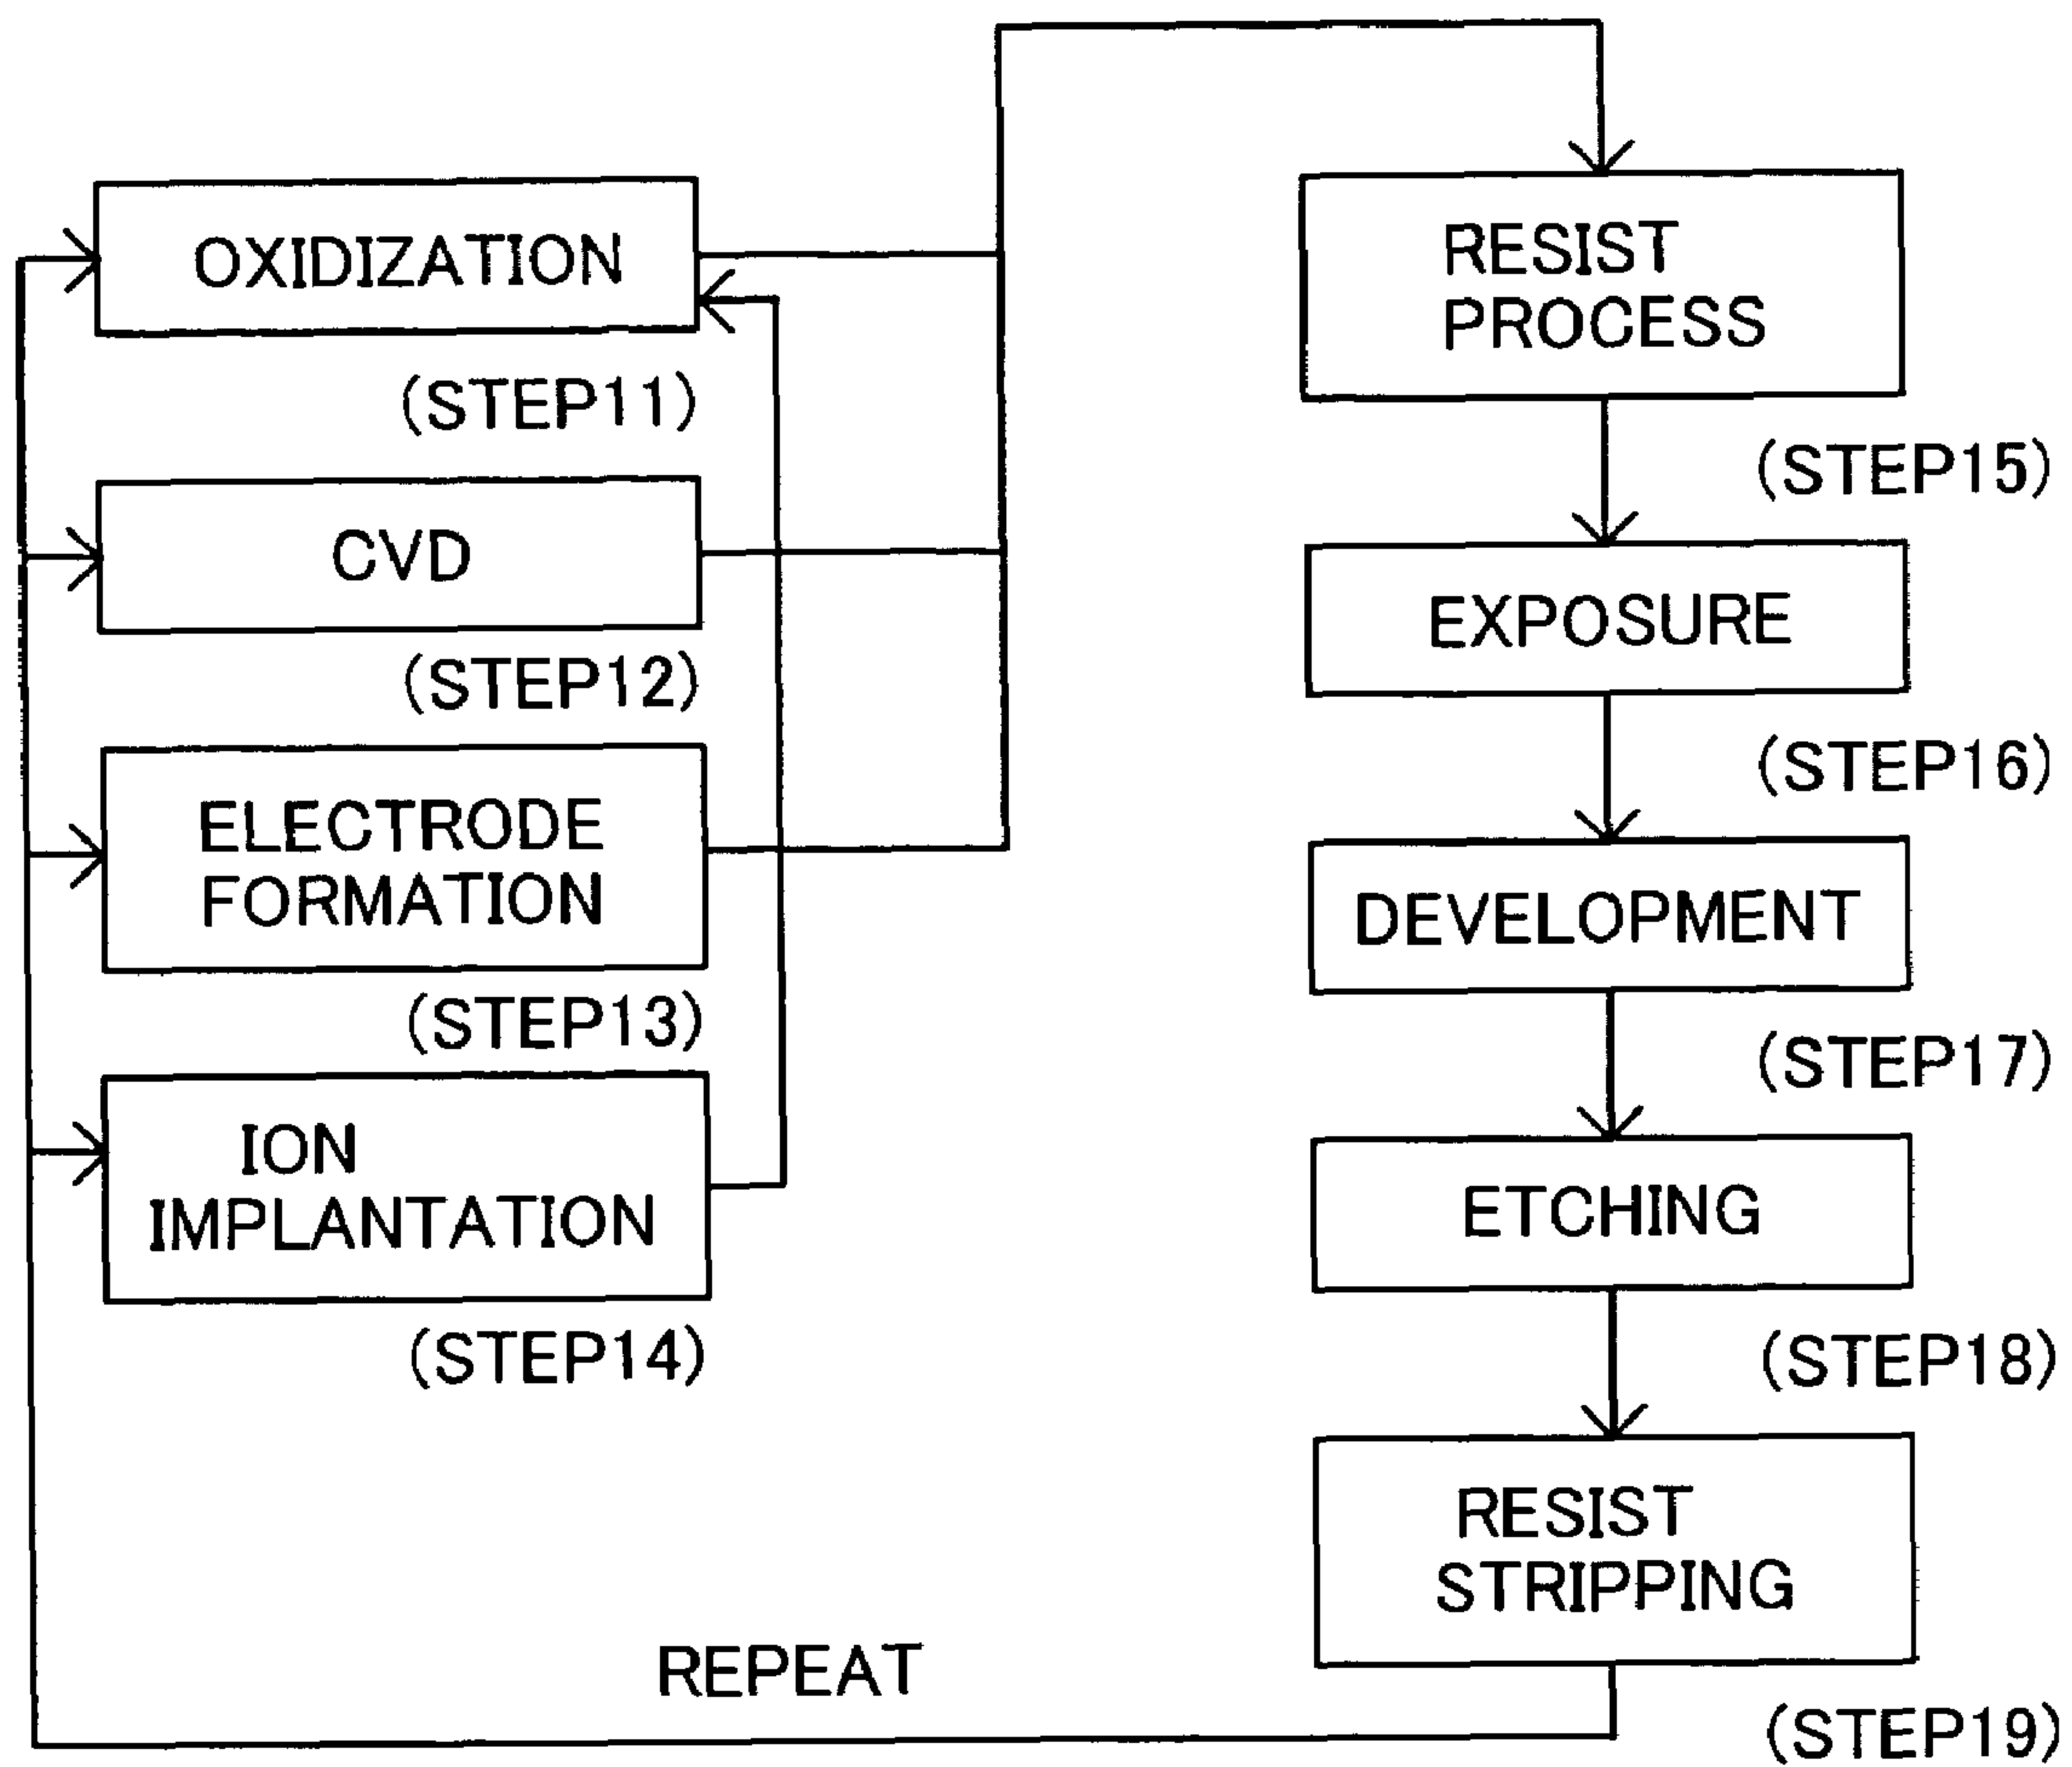 OXIDIZATION
(STEP11)
CVD
(STEP12)
ELECTRODE
FORMATION
(STEP13)
ION
IMPLANTATION
(STEP14)
RESIST
PROCESS
(STEP15)
EXPOSURE
(STEP16)
DEVELOPMENT
(STEP17)
ETCHING
(STEP18)
RESIST
STRIPPING
(STEP19)
REPEAT